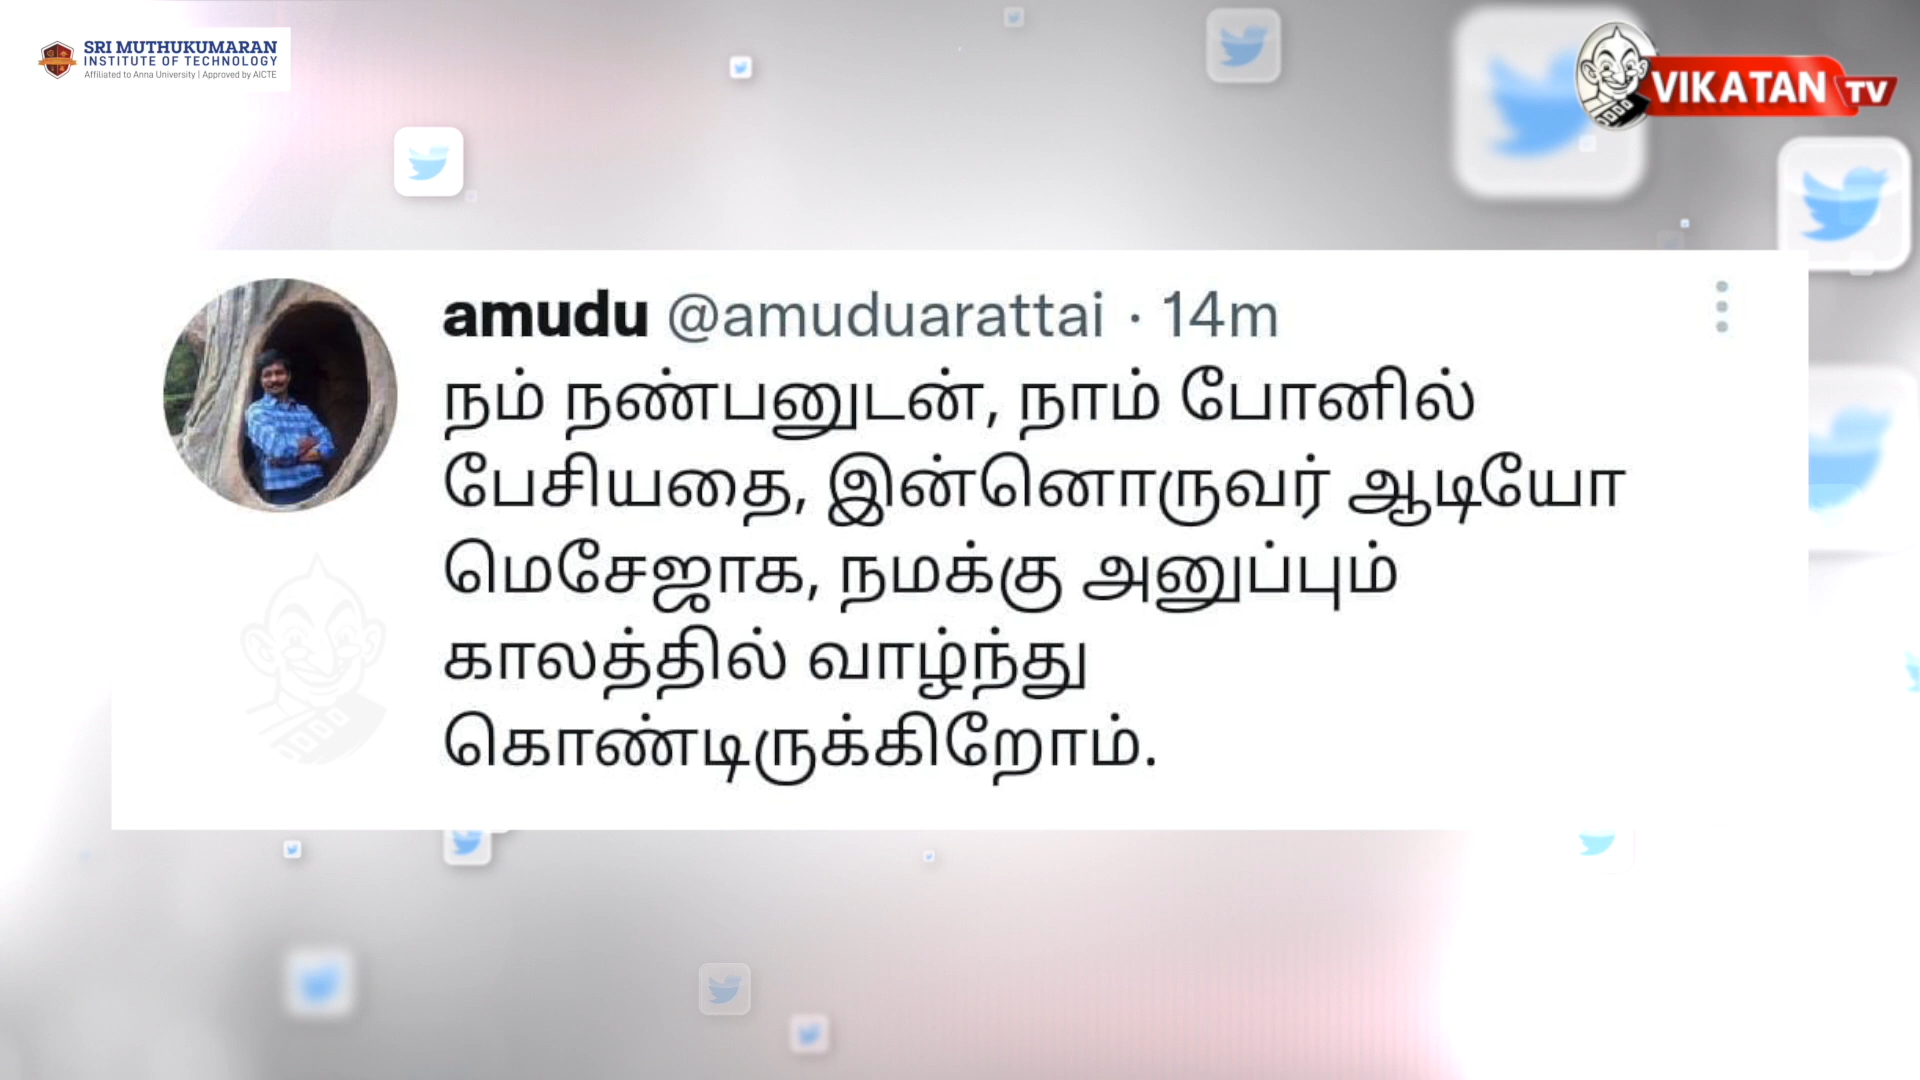 SRI MUTHUKUMARAN
INSTITUTE OF TECHNOLOGY
Affiliated to Anna University | Approved by AICTE
VIKATAN TV
amudu @amuduarattai · 14m
நம் நண்பனுடன், நாம் போனில்
பேசியதை, இன்னொருவர் ஆடியோ
மெசேஜாக, நமக்கு அனுப்பும்
காலத்தில் வாழ்ந்து
கொண்டிருக்கிறோம்.